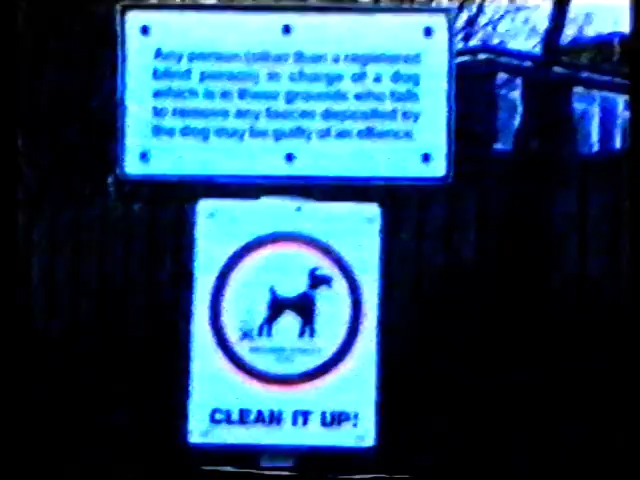 Any person (other than a registered
blind person) in charge of a dog
which is in these grounds who fails
to remove any faeces deposited by
the dog may be guilty of an offence.
CLEAN IT UP!